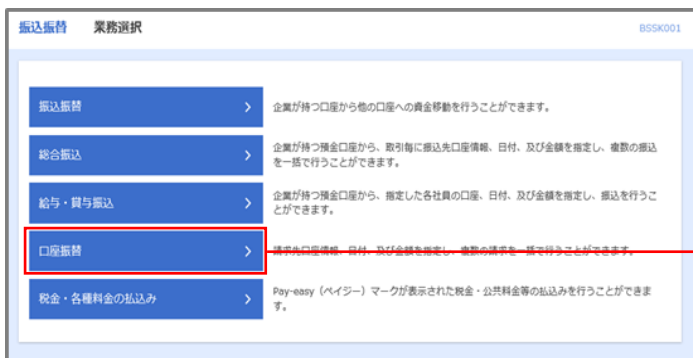 振込振替 業務選択 BSSK001
振込振替
企業が持つ口座から他の口座への資金移動を行うことができます。
総合振込
企業が持つ預金口座から、取引毎に振込先口座情報、日付、及び金額を指定し、複数の振込
を一括で行うことができます。
給与・賞与振込
企業が持つ預金口座から、指定した各社員の口座、日付、及び金額を指定し、振込を行うこ
とができます。
口座振替
請求先口座情報、日付、及び金額を指定し、複数の請求を一括で行うことができます。
税金・各種料金の払込み
Pay-easy（ペイジー）マークが表示された税金・公共料金等の払込みを行うことができま
す。